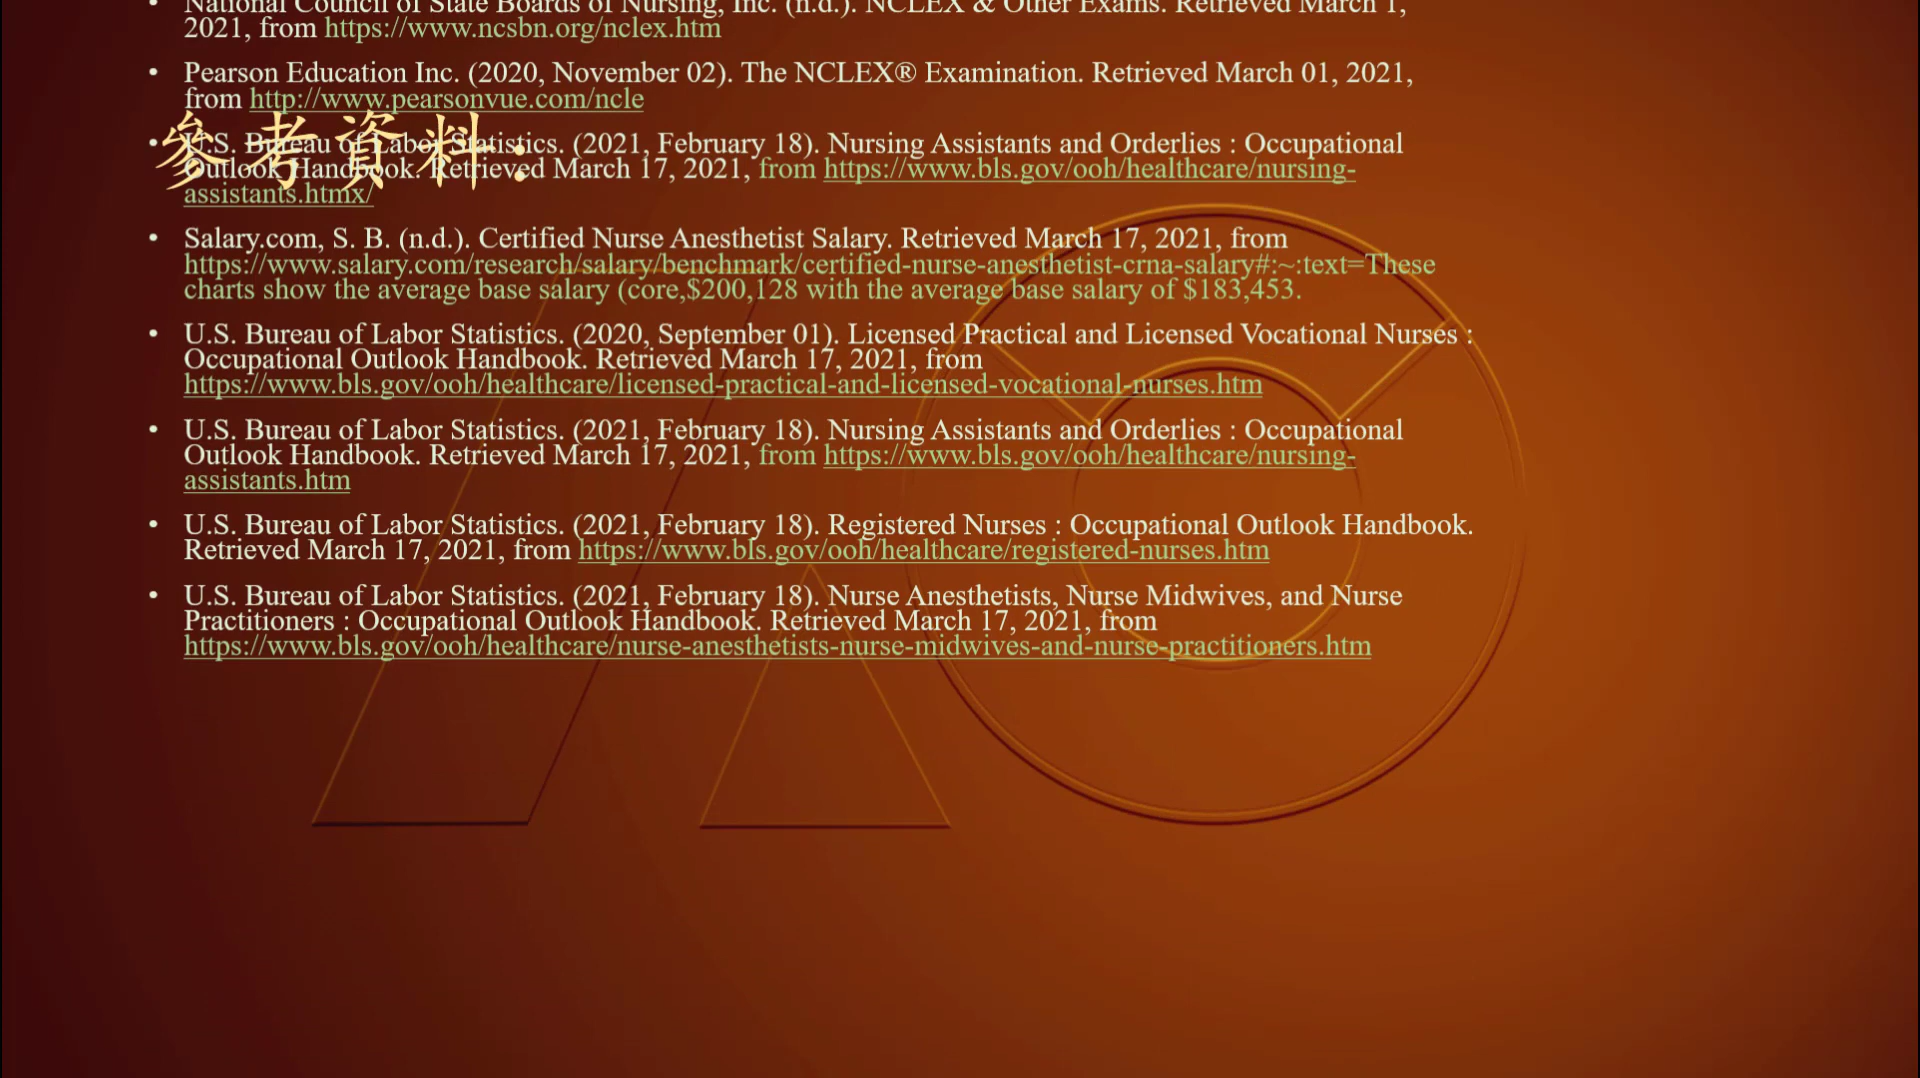 National Council of State Boards of Nursing, Inc. (n.d.). NCLEX & Other Exams. Retrieved March 1,
2021, from https://www.ncsbn.org/nclex.htm
• Pearson Education Inc. (2020, November 02). The NCLEX® Examination. Retrieved March 01, 2021,
from http://www.pearsonvue.com/ncle
參考資料:
• U.S. Bureau of Labor Statistics. (2021, February 18). Nursing Assistants and Orderlies : Occupational
Outlook Handbook. Retrieved March 17, 2021, from https://www.bls.gov/ooh/healthcare/nursing-
assistants.htmx/
• Salary.com, S. B. (n.d.). Certified Nurse Anesthetist Salary. Retrieved March 17, 2021, from
https://www.salary.com/research/salary/benchmark/certified-nurse-anesthetist-crna-salary#:~:text=These
charts show the average base salary (core,$200,128 with the average base salary of $183,453.
• U.S. Bureau of Labor Statistics. (2020, September 01). Licensed Practical and Licensed Vocational Nurses :
Occupational Outlook Handbook. Retrieved March 17, 2021, from
https://www.bls.gov/ooh/healthcare/licensed-practical-and-licensed-vocational-nurses.htm
• U.S. Bureau of Labor Statistics. (2021, February 18). Nursing Assistants and Orderlies : Occupational
Outlook Handbook. Retrieved March 17, 2021, from https://www.bls.gov/ooh/healthcare/nursing-
assistants.htm
• U.S. Bureau of Labor Statistics. (2021, February 18). Registered Nurses : Occupational Outlook Handbook.
Retrieved March 17, 2021, from https://www.bls.gov/ooh/healthcare/registered-nurses.htm
• U.S. Bureau of Labor Statistics. (2021, February 18). Nurse Anesthetists, Nurse Midwives, and Nurse
Practitioners : Occupational Outlook Handbook. Retrieved March 17, 2021, from
https://www.bls.gov/ooh/healthcare/nurse-anesthetists-nurse-midwives-and-nurse-practitioners.htm